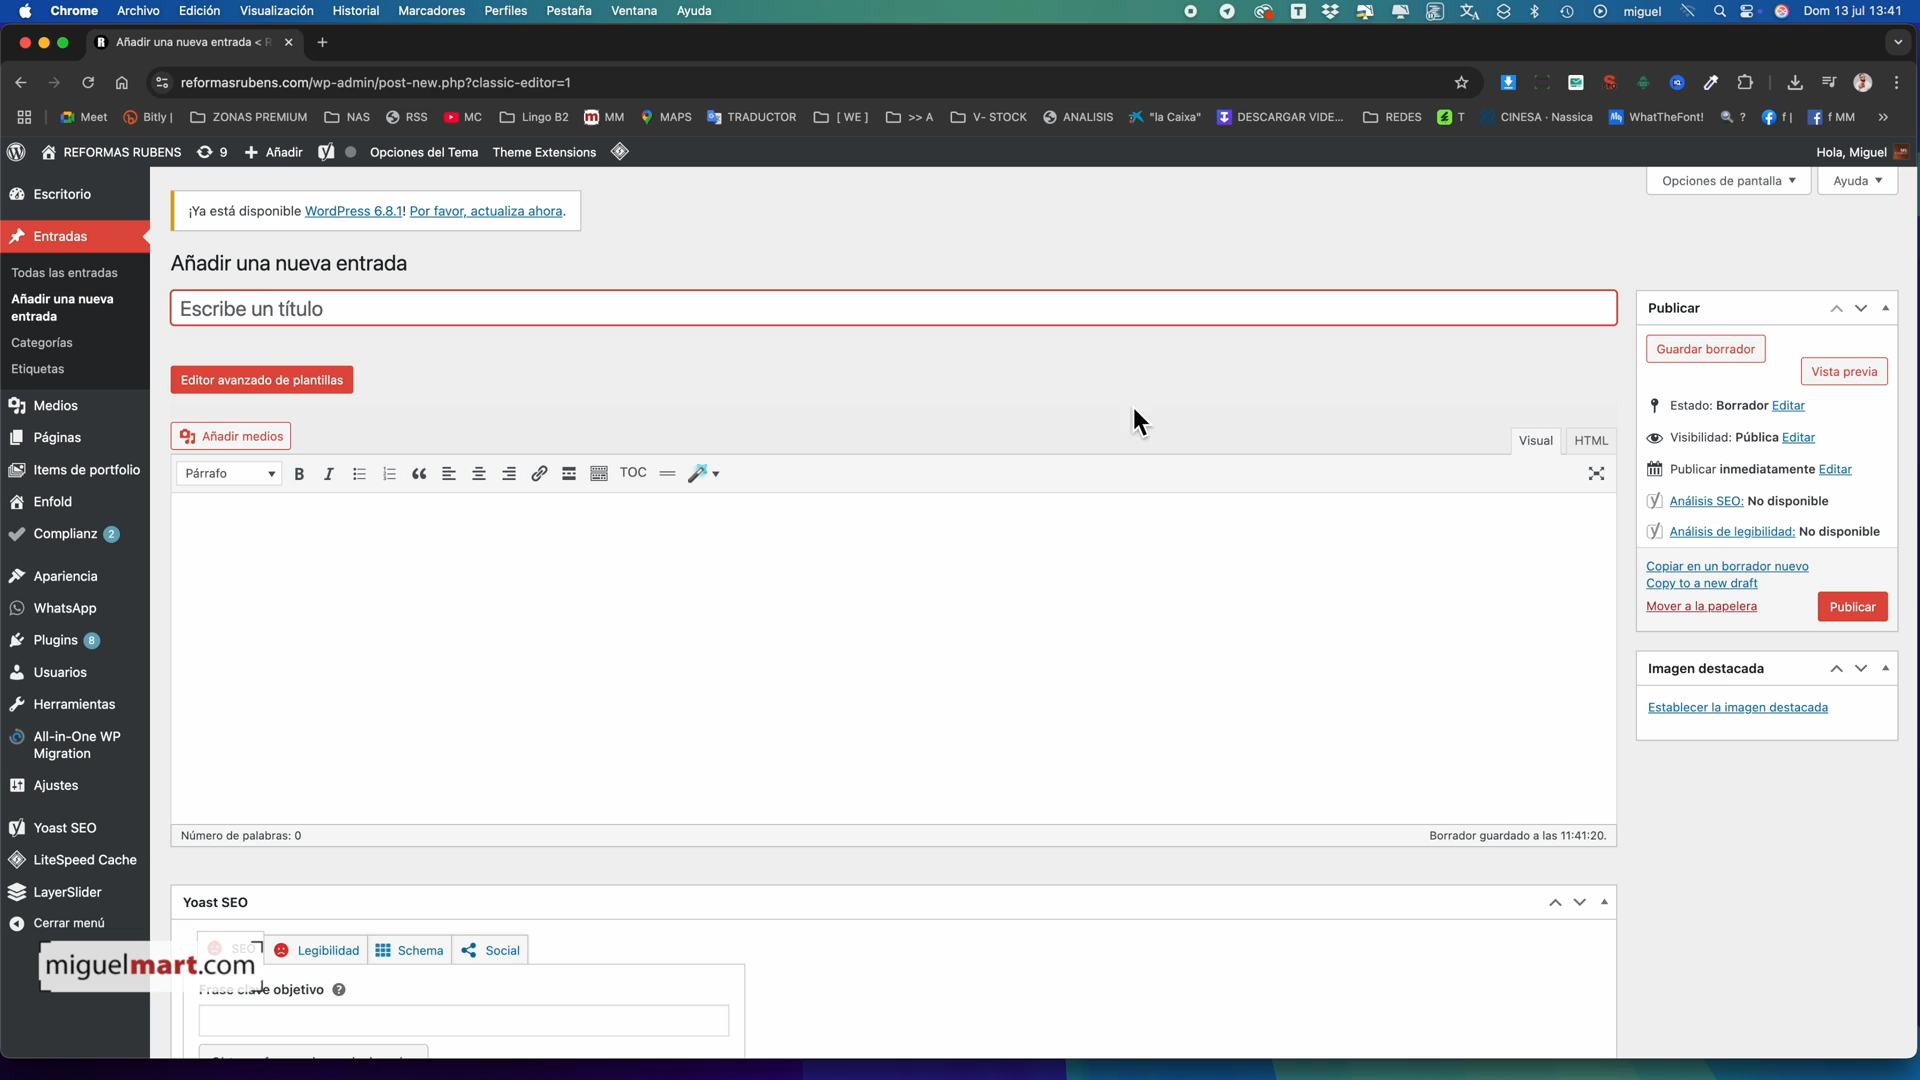 Chrome Archivo Edición Visualización Historial Marcadores Perfiles Pestaña Ventana Ayuda miguel Dom 13 jul 13:41
Añadir una nueva entrada < R
reformasrubens.com/wp-admin/post-new.php?classic-editor=1
Meet Bitly | ZONAS PREMIUM NAS RSS MC Lingo B2 MM MAPS TRADUCTOR [ WE ] >> A V- STOCK ANALISIS "la Caixa" DESCARGAR VIDE... REDES T CINESA · Nassica WhatTheFont! ? f | f MM
REFORMAS RUBENS 9 Añadir Opciones del Tema Theme Extensions Hola, Miguel
Opciones de pantalla Ayuda
Escritorio
Entradas
Todas las entradas
Añadir una nueva
entrada
Categorías
Etiquetas
Medios
Páginas
Items de portfolio
Enfold
Complianz 2
Apariencia
WhatsApp
Plugins 8
Usuarios
Herramientas
All-in-One WP
Migration
Ajustes
Yoast SEO
LiteSpeed Cache
LayerSlider
Cerrar menú
miguelmart.com
¡Ya está disponible WordPress 6.8.1! Por favor, actualiza ahora.
Añadir una nueva entrada
Escribe un título
Editor avanzado de plantillas
Añadir medios
Visual HTML
Párrafo B I TOC
Número de palabras: 0 Borrador guardado a las 11:41:20.
Yoast SEO
SEO Legibilidad Schema Social
Frase clave objetivo
Publicar
Guardar borrador
Vista previa
Estado: Borrador Editar
Visibilidad: Pública Editar
Publicar inmediatamente Editar
Análisis SEO: No disponible
Análisis de legibilidad: No disponible
Copiar en un borrador nuevo
Copy to a new draft
Mover a la papelera Publicar
Imagen destacada
Establecer la imagen destacada